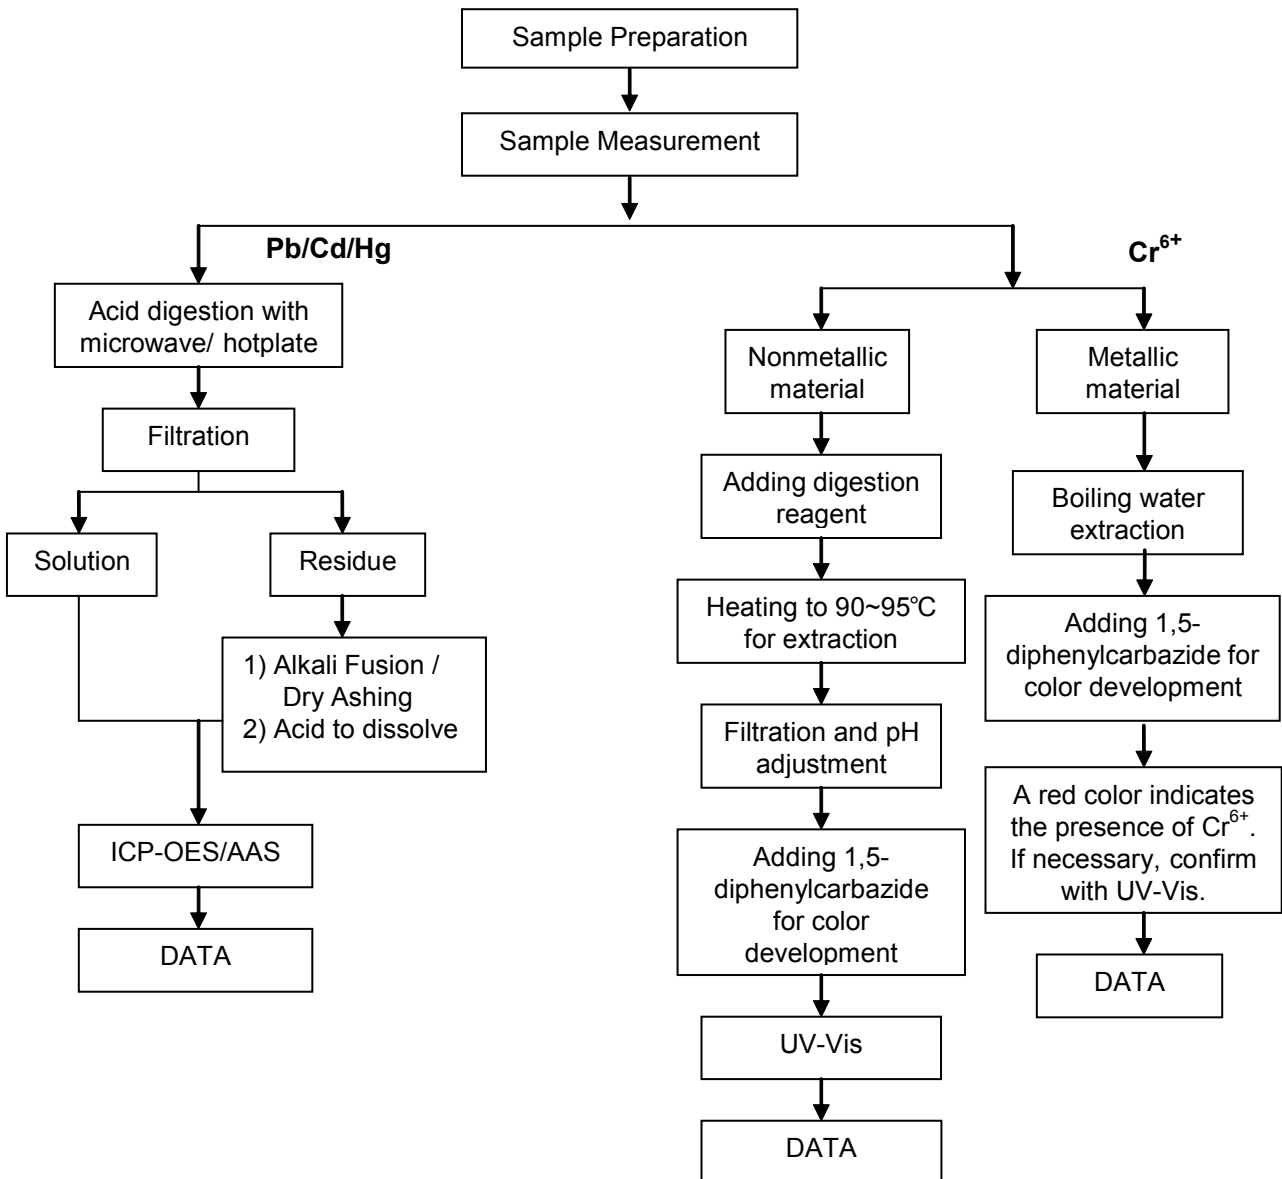 Sample Preparation
Sample Measurement
Pb/Cd/Hg
Acid digestion with
microwave/ hotplate
Filtration
Solution
Residue
1) Alkali Fusion /
Dry Ashing
2) Acid to dissolve
ICP-OES/AAS
DATA
Cr⁶⁺
Nonmetallic
material
Adding digestion
reagent
Heating to 90~95℃
for extraction
Filtration and pH
adjustment
Adding 1,5-
diphenylcarbazide
for color
development
UV-Vis
DATA
Metallic
material
Boiling water
extraction
Adding 1,5-
diphenylcarbazide for
color development
A red color indicates
the presence of Cr⁶⁺.
If necessary, confirm
with UV-Vis.
DATA